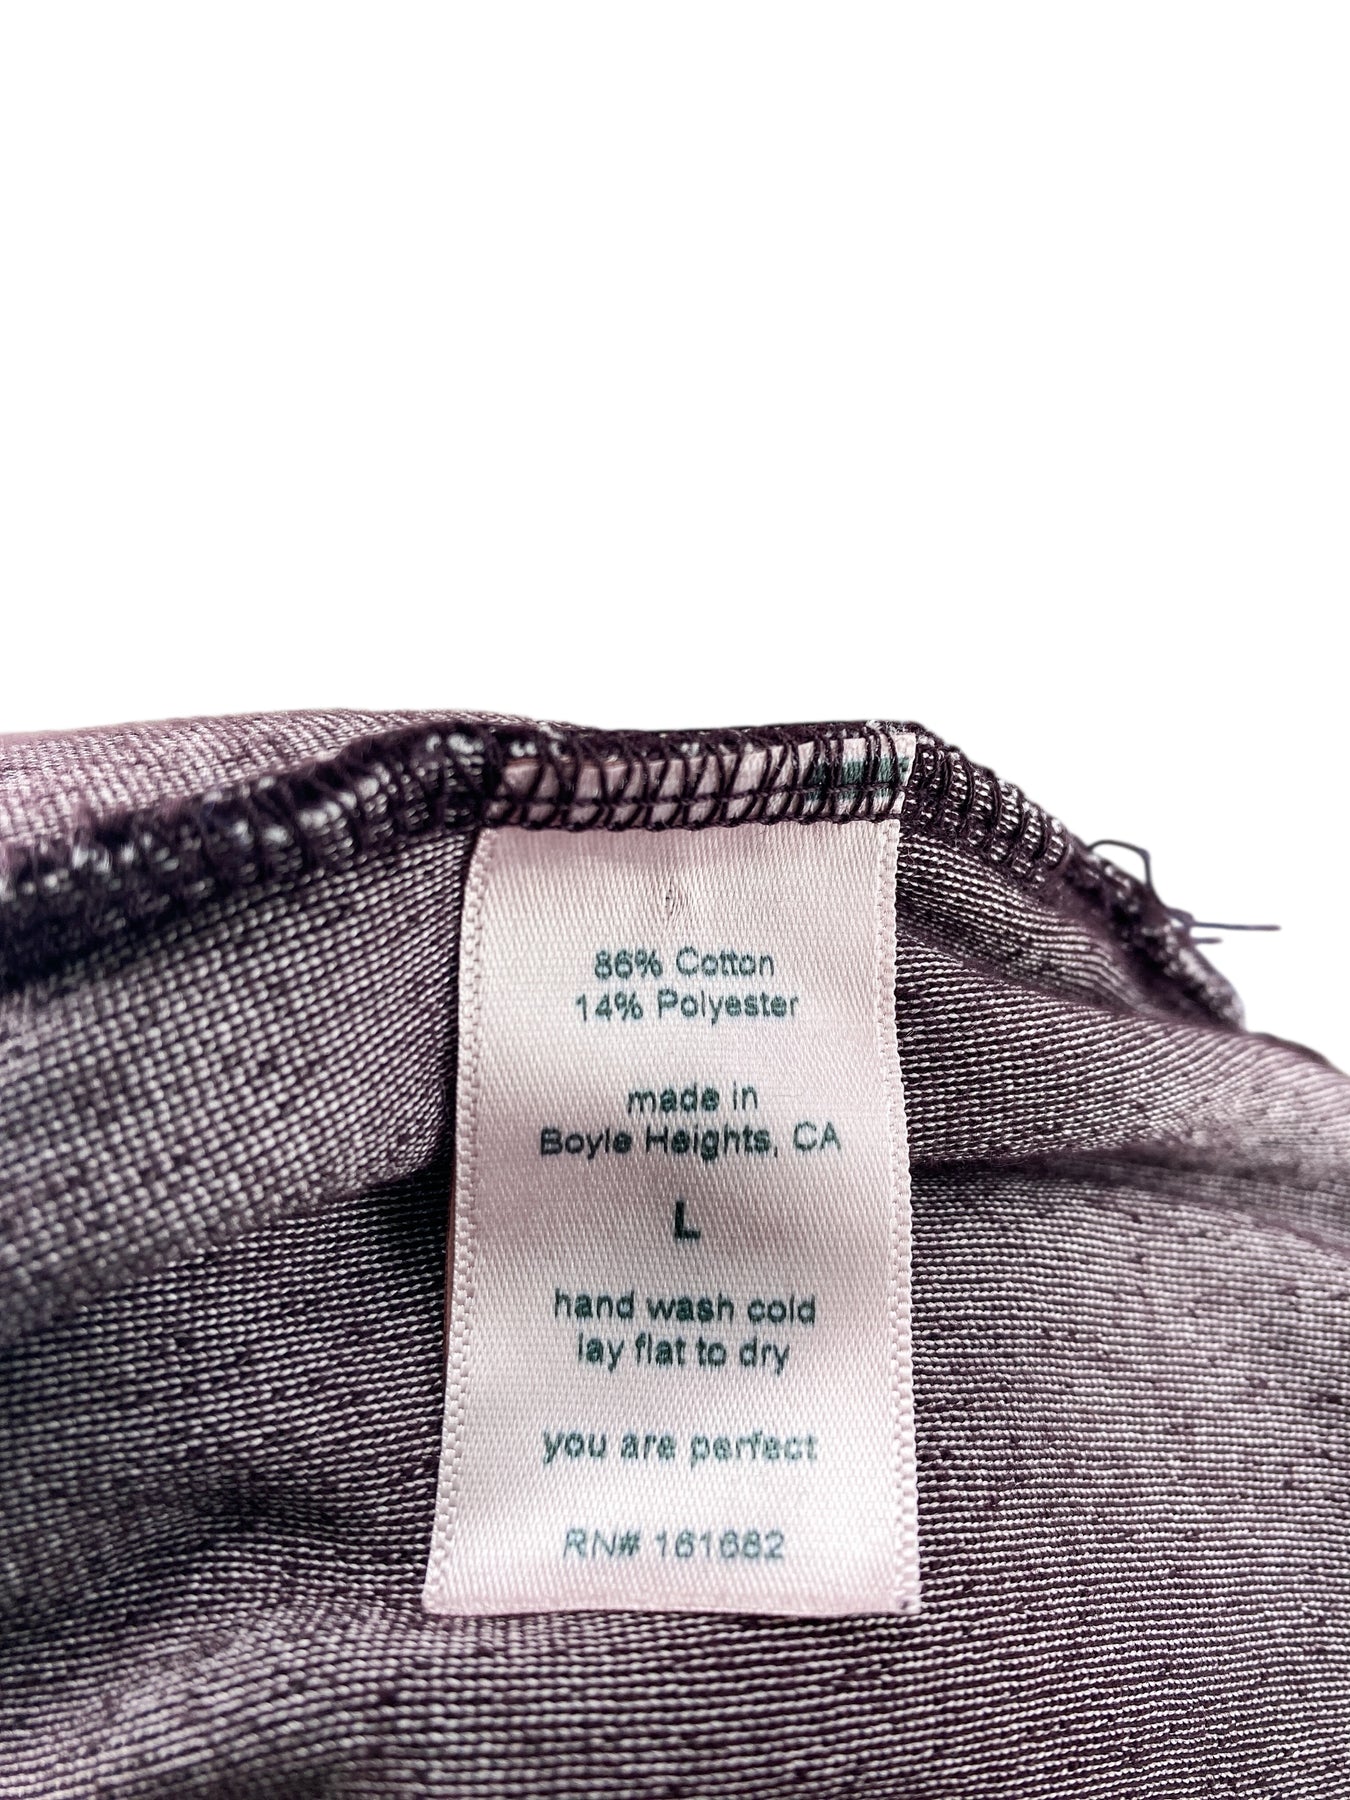 86% Cotton
14% Polyester
made in
Boyle Heights, CA
L
hand wash cold
lay flat to dry
you are perfect
RN# 161682